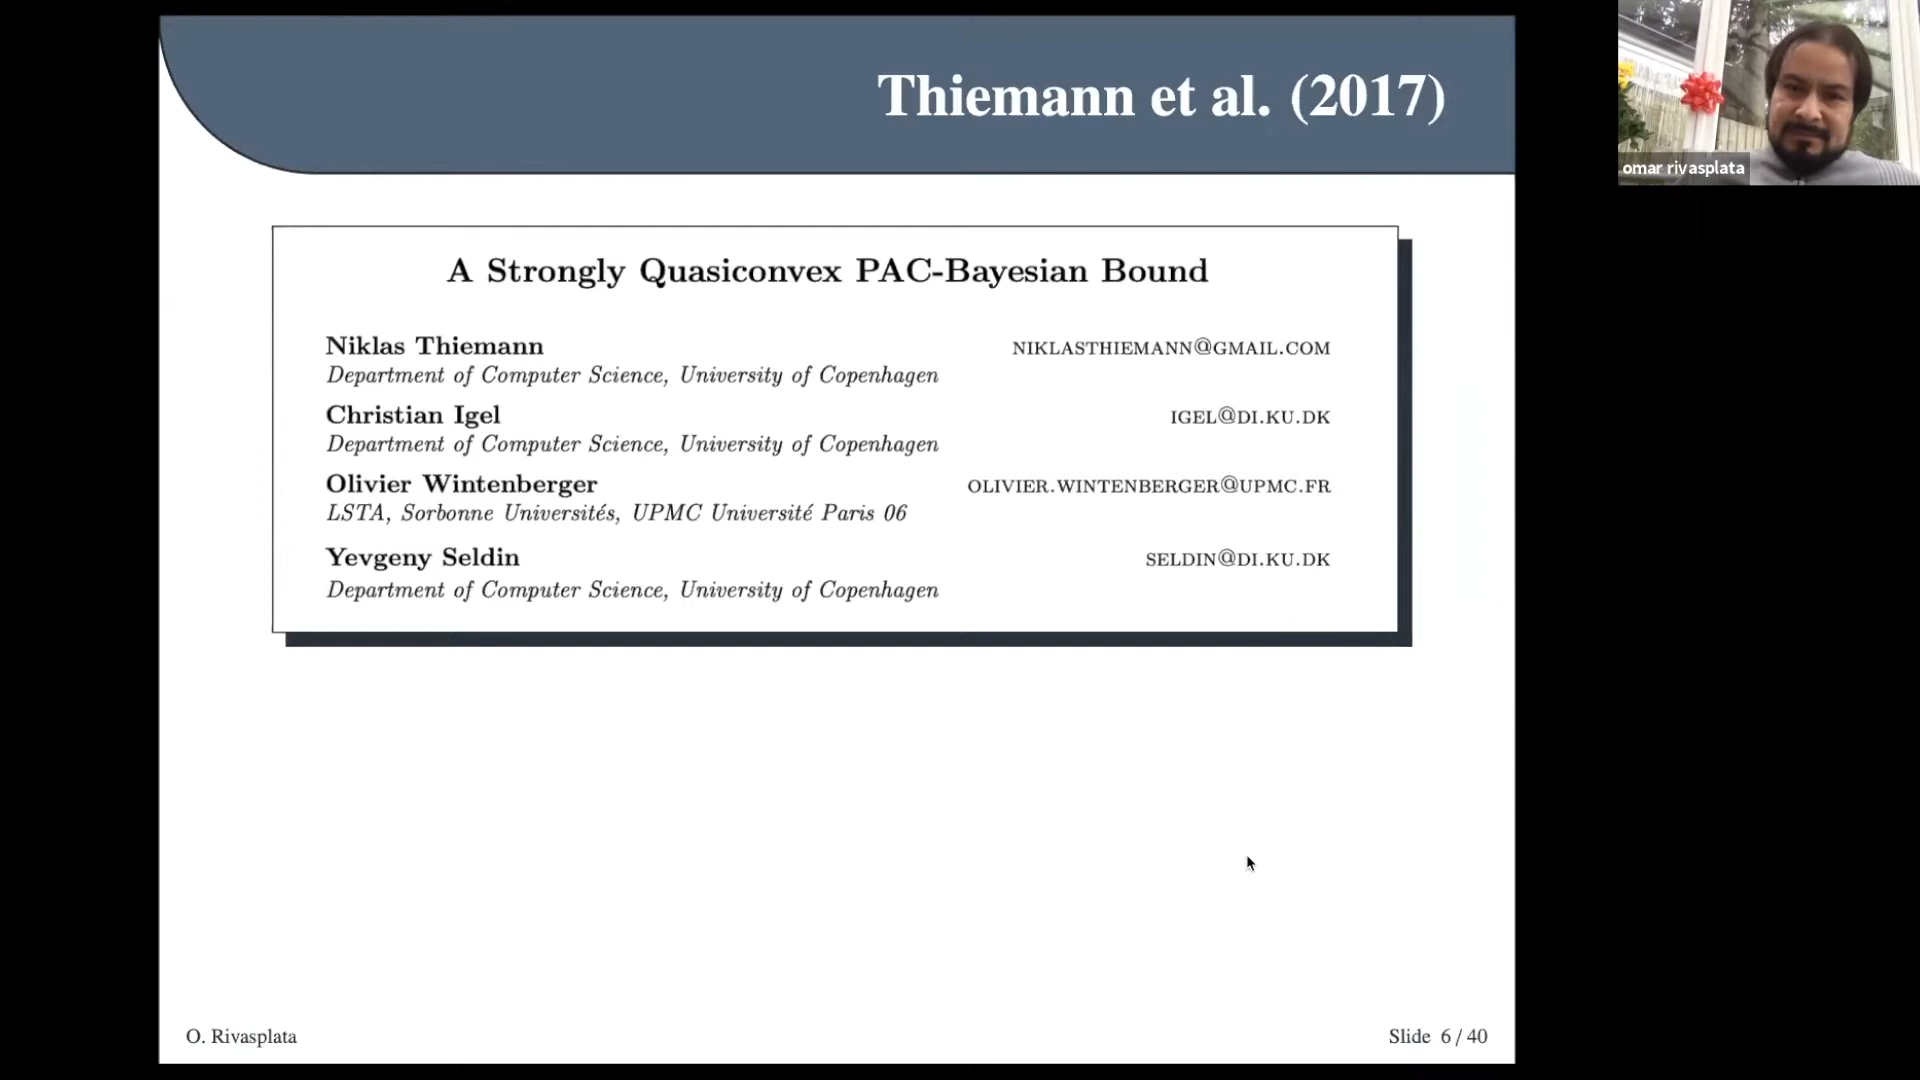 Thiemann et al. (2017)
omar rivasplata
A Strongly Quasiconvex PAC-Bayesian Bound
Niklas Thiemann NIKLASTHIEMANN@GMAIL.COM
Department of Computer Science, University of Copenhagen
Christian Igel IGEL@DI.KU.DK
Department of Computer Science, University of Copenhagen
Olivier Wintenberger OLIVIER.WINTENBERGER@UPMC.FR
LSTA, Sorbonne Universités, UPMC Université Paris 06
Yevgeny Seldin SELDIN@DI.KU.DK
Department of Computer Science, University of Copenhagen
O. Rivasplata Slide 6 / 40